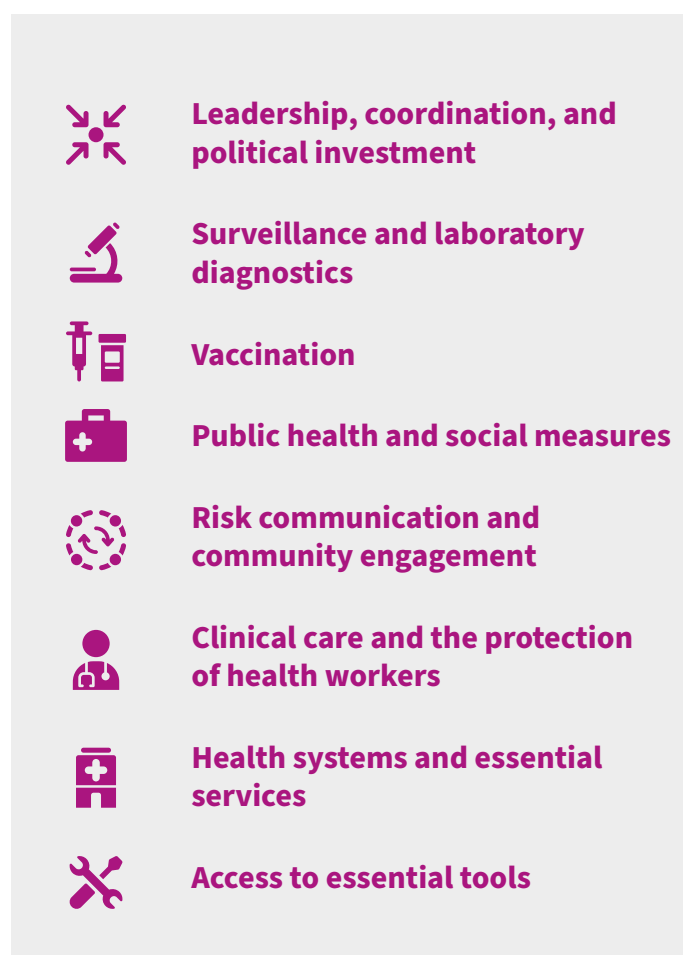 Leadership, coordination, and
political investment
Surveillance and laboratory
diagnostics
Vaccination
Public health and social measures
Risk communication and
community engagement
Clinical care and the protection
of health workers
Health systems and essential
services
Access to essential tools